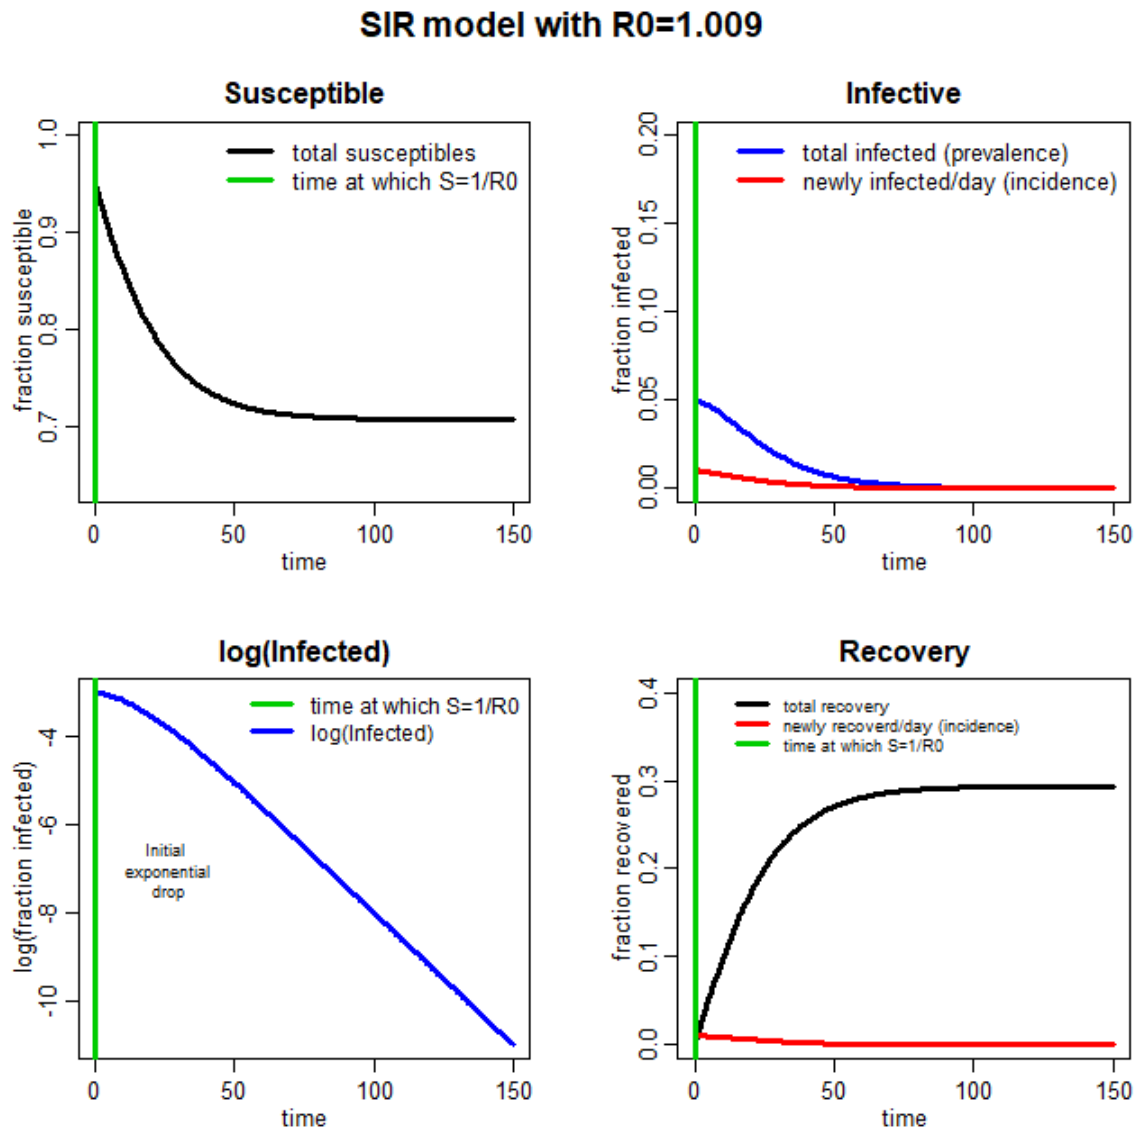 SIR model with R0=1.009
Susceptible
1.0
0.9
0.8
0.7
fraction susceptible
total susceptibles
time at which S=1/R0
0
50
100
150
time
Infective
0.20
0.15
0.10
0.05
0.00
fraction infected
total infected (prevalence)
newly infected/day (incidence)
0
50
100
150
time
log(Infected)
-4
-6
-8
-10
log(fraction infected)
time at which S=1/R0
log(Infected)
Initial
exponential
drop
0
50
100
150
time
Recovery
0.4
0.3
0.2
0.1
0.0
fraction recovered
total recovery
newly recoverd/day (incidence)
time at which S=1/R0
0
50
100
150
time